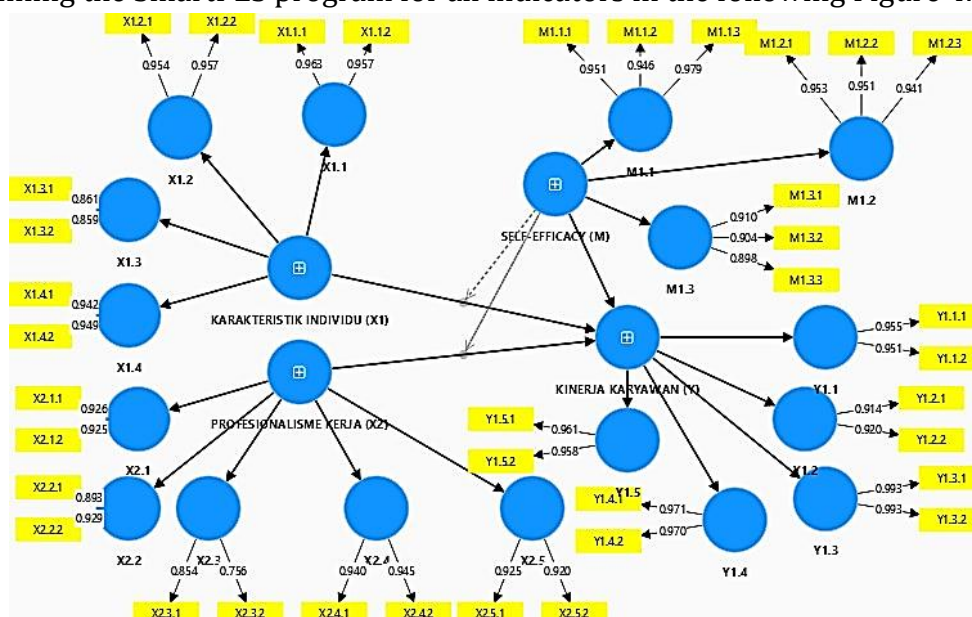 X1.2.1 X1.2.2 X1.1.1 X1.1.2 M1.1.1 M1.1.2 M1.1.3 M1.2.1 M1.2.2 M1.2.3
0.954 0.957 0.963 0.957 0.951 0.946 0.979 0.953 0.951 0.941
X1.2 X1.1 M1.1 M1.2
X1.3.1 0.861
X1.3.2 0.859
X1.3
M1.3.1 0.910
M1.3.2 0.904
M1.3.3 0.898
M1.3
SELF-EFFICACY (M)
X1.4.1 0.942
X1.4.2 0.949
X1.4
KARAKTERISTIK INDIVIDU (X1)
Y1.1.1 0.955
Y1.1.2 0.951
Y1.1
KINERJA KARYAWAN (Y)
X2.1.1 0.926
X2.1.2 0.925
X2.1
PROFESIONALISME KERJA (X2)
Y1.2.1 0.914
Y1.2.2 0.920
Y1.2
Y1.5.1 0.961
Y1.5.2 0.958
Y1.5
X2.2.1 0.893
X2.2.2 0.929
X2.2 X2.3 X2.4 X2.5
Y1.3.1 0.993
Y1.3.2 0.993
Y1.3
Y1.4.1 0.971
Y1.4.2 0.970
Y1.4
0.854 0.756 0.940 0.945 0.925 0.920
X2.3.1 X2.3.2 X2.4.1 X2.4.2 X2.5.1 X2.5.2